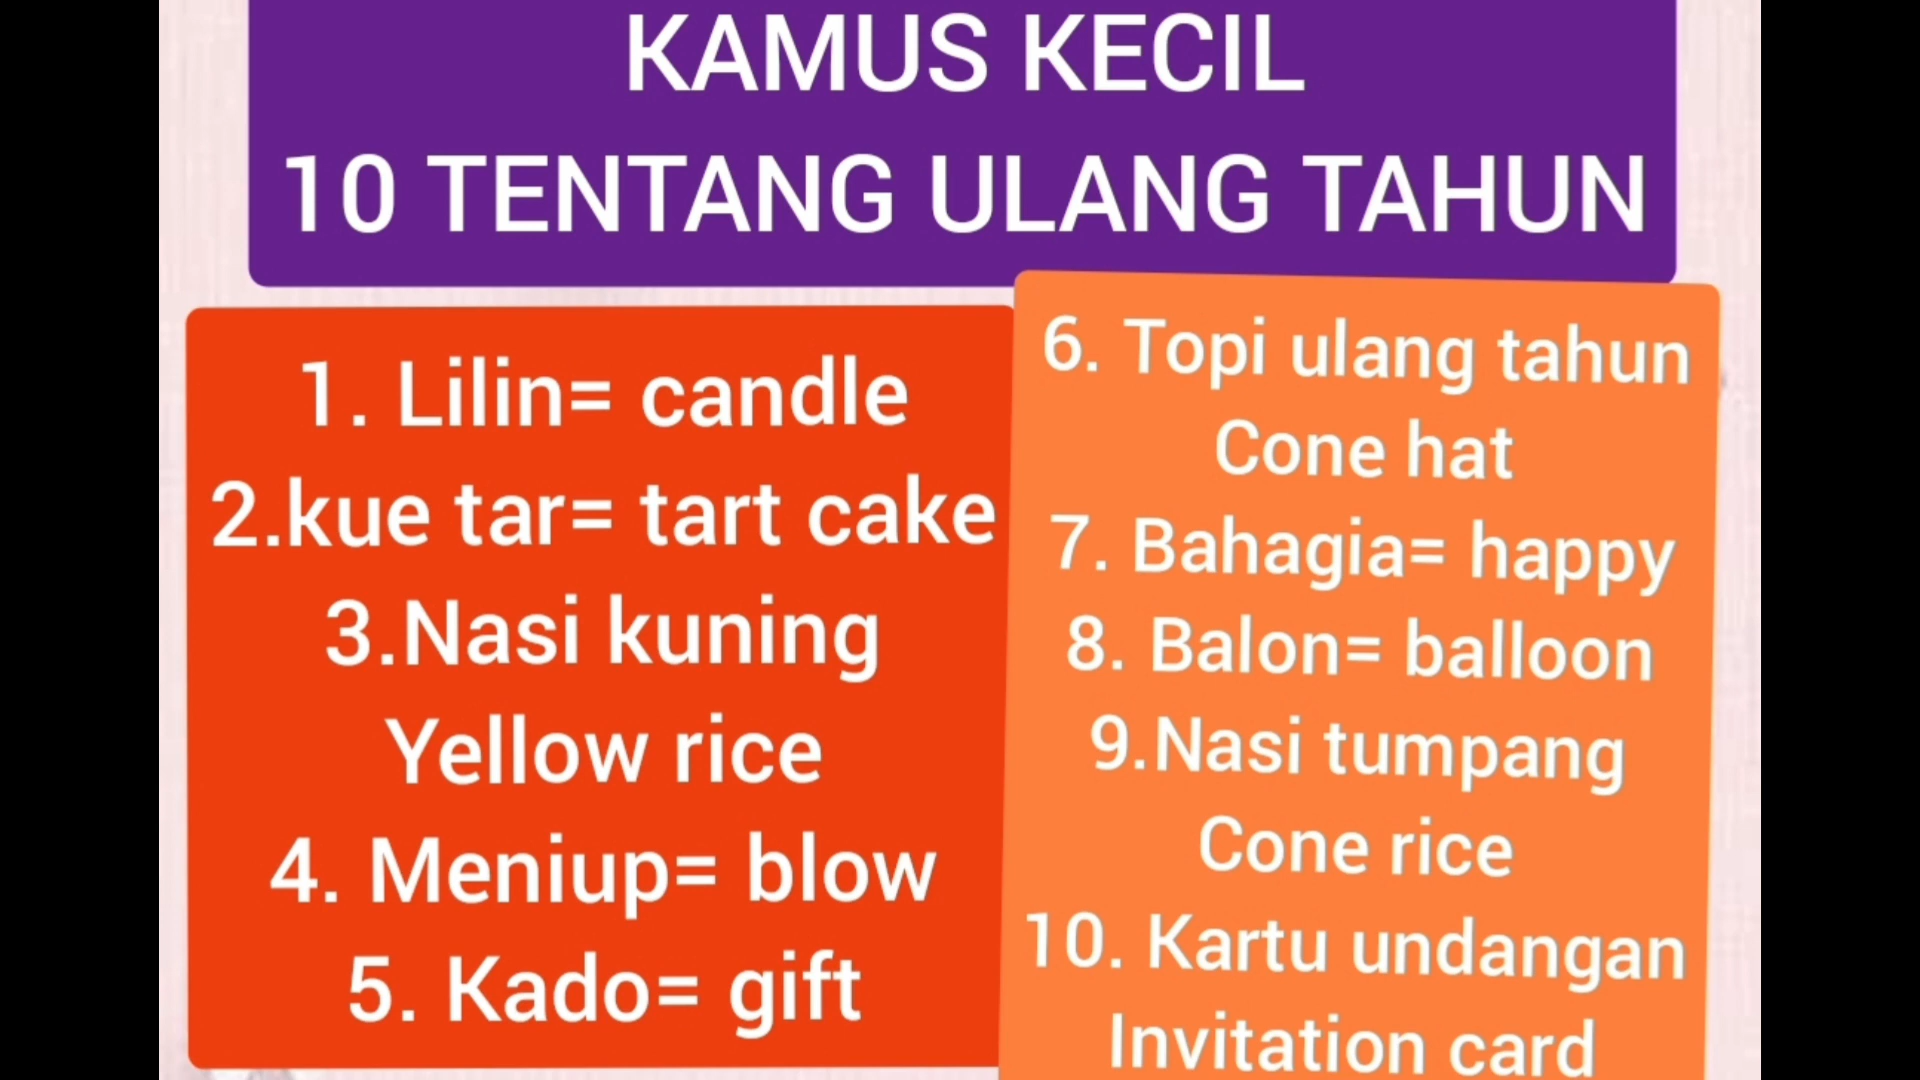 KAMUS KECIL
10 TENTANG ULANG TAHUN
1. Lilin= candle
2.kue tar= tart cake
3.Nasi kuning
Yellow rice
4. Meniup= blow
5. Kado= gift
6. Topi ulang tahun
Cone hat
7. Bahagia= happy
8. Balon= balloon
9.Nasi tumpang
Cone rice
10. Kartu undangan
Invitation card